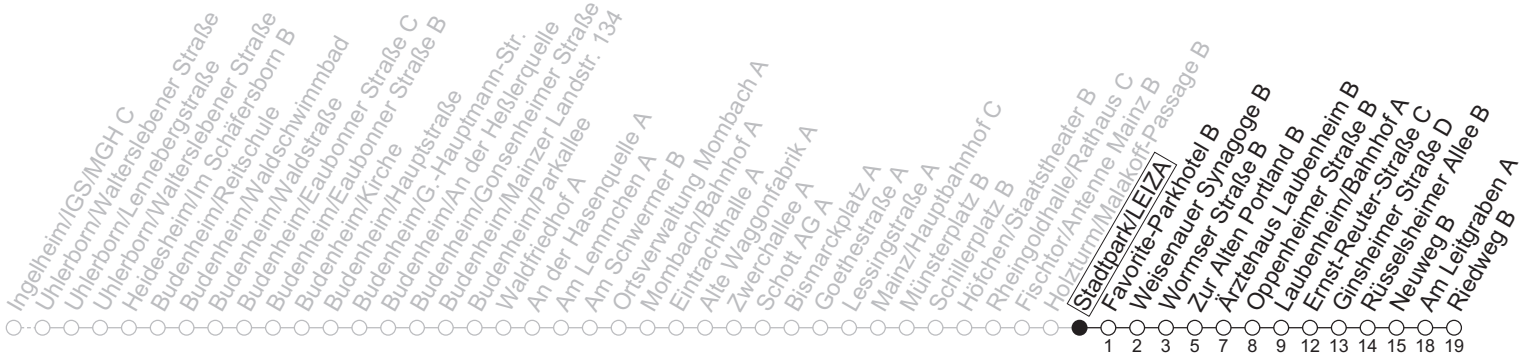 Ingelheim/IGS/MGH C
Uhlerborn/Walterslebener Straße
Uhlerborn/Lennebergstraße
Uhlerborn/Walterslebener Straße
Heidesheim/Im Schäfersborn B
Budenheim/Reitschule
Budenheim/Waldschwimmbad
Budenheim/Waldstraße
Budenheim/Eaubonner Straße C
Budenheim/Eaubonner Straße B
Budenheim/Kirche
Budenheim/Hauptstraße
Budenheim/G.-Hauptmann-Str.
Budenheim/An der Heßlerquelle
Budenheim/Gonsenheimer Straße
Budenheim/Mainzer Landstr. 134
Budenheim/Parkallee
Waldfriedhof A
An der Hasenquelle A
Am Lemmchen A
Am Schwermer B
Ortsverwaltung Mombach A
Mombach/Bahnhof A
Eintrachthalle A
Alte Waggonfabrik A
Zwerchallee A
Schott AG A
Bismarckplatz A
Goethestraße A
Lessingstraße A
Mainz/Hauptbahnhof C
Münsterplatz B
Schillerplatz B
Höfchen/Staatstheater B
Rheingoldhalle/Rathaus C
Fischtor/Antenne Mainz B
Holzturm/Malakoff-Passage B
Stadtpark/LEIZA
Favorite-Parkhotel B
Weisenauer Synagoge B
Wormser Straße B
Zur Alten Portland B
Ärztehaus Laubenheim B
Oppenheimer Straße B
Laubenheim/Bahnhof A
Ernst-Reuter-Straße C
Ginsheimer Straße D
Rüsselsheimer Allee B
Neuweg B
Am Leitgraben A
Riedweg B
1 2 3 5 7 8 9 12 13 14 15 18 19